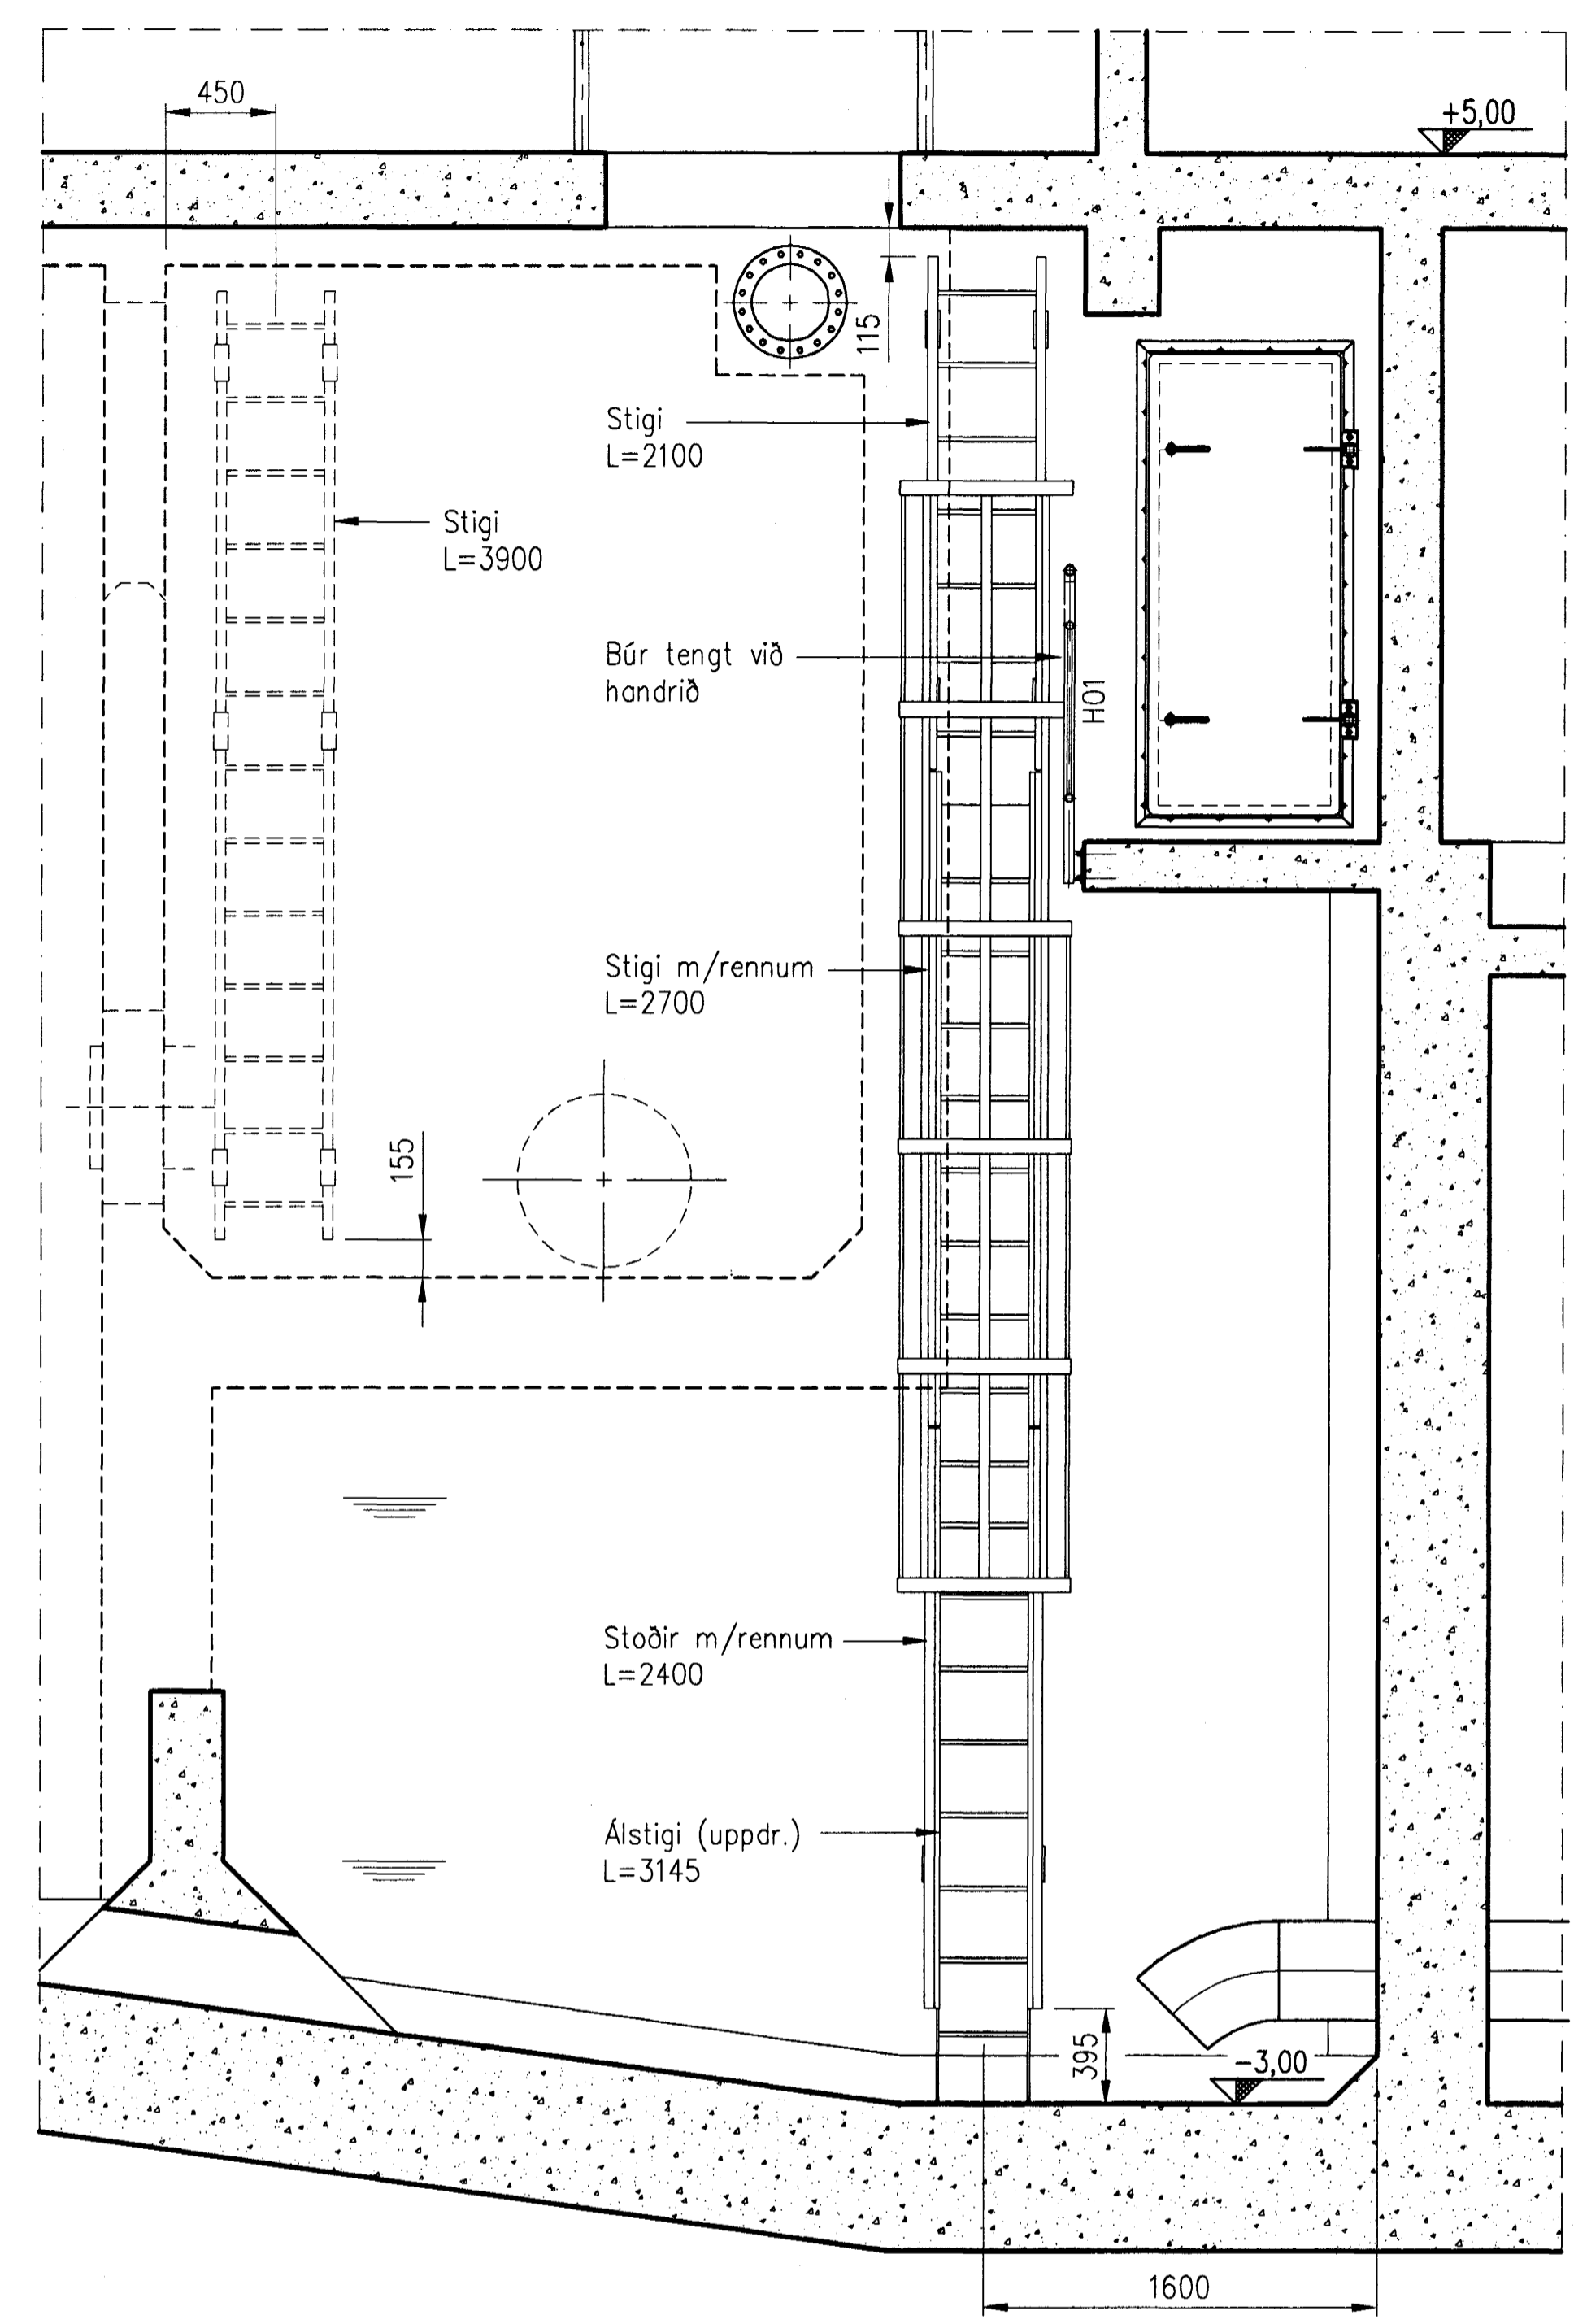 450
+5,00
115
Stigi
L=2100
Stigi
L=3900
Búr tengt við
handrið
H01
Stigi m/rennum
L=2700
155
Stoðir m/rennum
L=2400
Álstigi (uppdr.)
L=3145
395
-3,00
1600